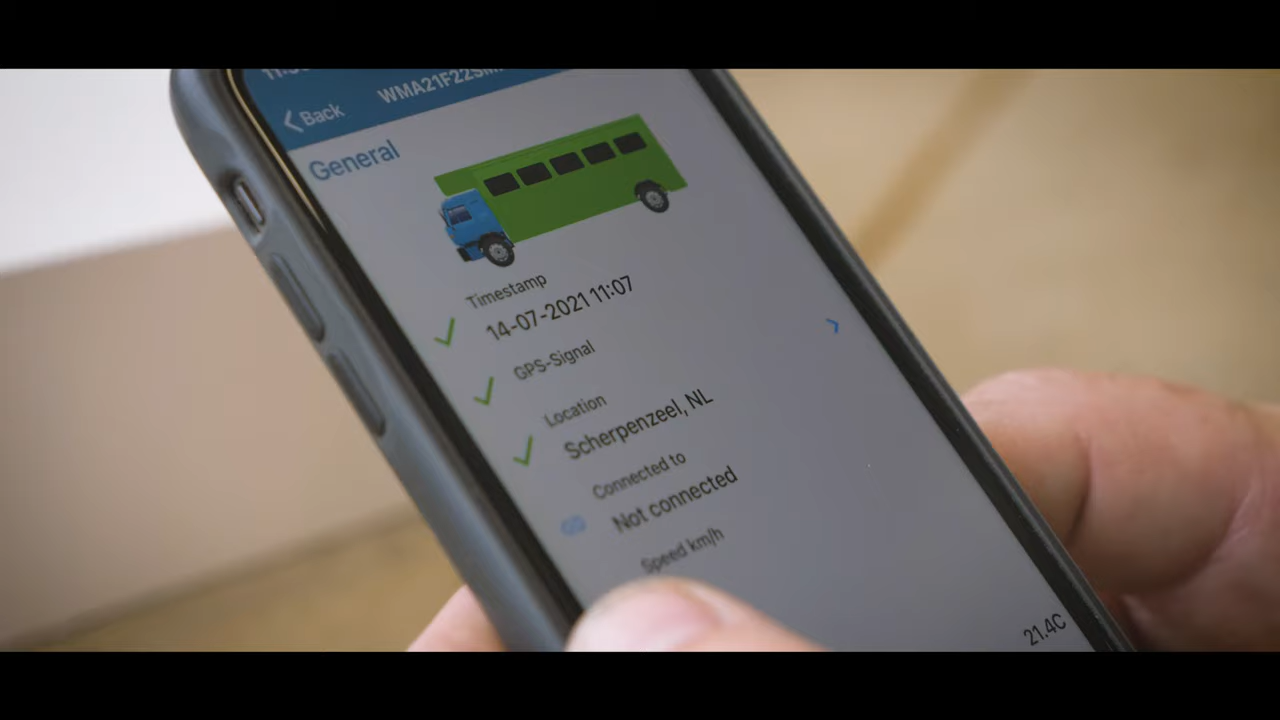 Back
General
Timestamp
14-07-2021 11:07
GPS-Signal
Location
Scherpenzeel, NL
Connected to
Not connected
Speed km/h
21.4C